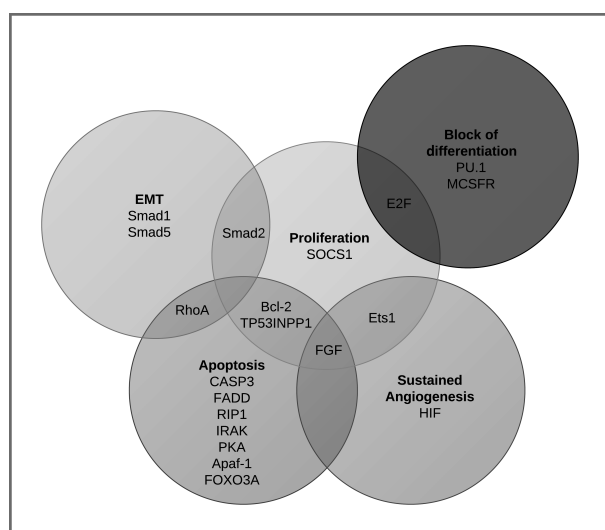 EMT
Smad1
Smad5
Smad2
Proliferation
SOCS1
Block of
differentiation
PU.1
MCSFR
E2F
RhoA
Bcl-2
TP53INPP1
Ets1
FGF
Apoptosis
CASP3
FADD
RIP1
IRAK
PKA
Apaf-1
FOXO3A
Sustained
Angiogenesis
HIF